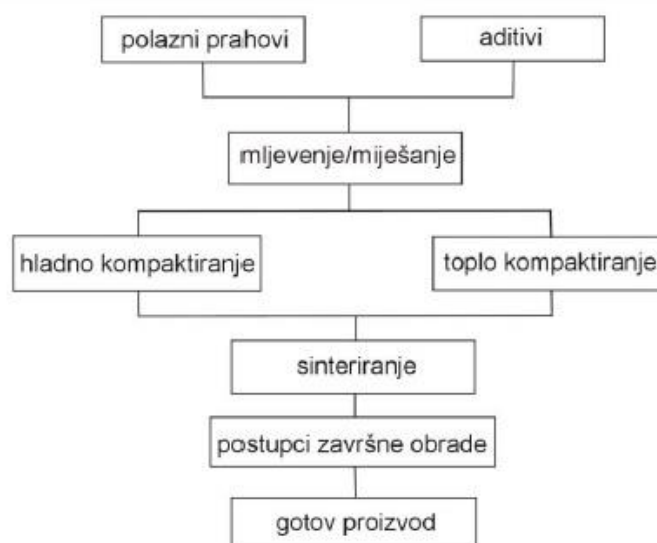 polazni prahovi
aditivi
mljevenje/miješanje
hladno kompaktiranje
toplo kompaktiranje
sinteriranje
postupci završne obrade
gotov proizvod